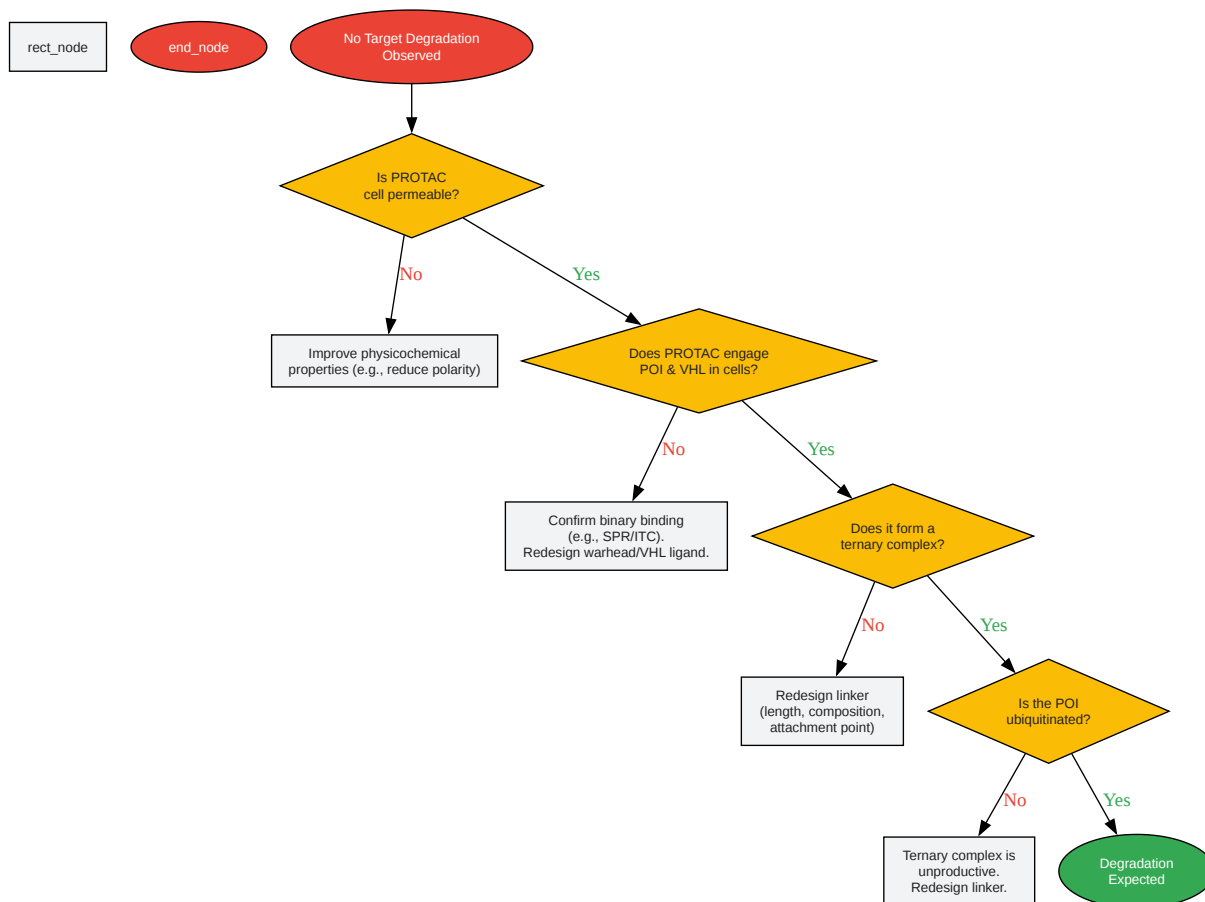 rect_node
end_node
No Target Degradation
Observed
Is PROTAC
cell permeable?
No
Yes
Improve physicochemical
properties (e.g., reduce polarity)
Does PROTAC engage
POI & VHL in cells?
No
Yes
Confirm binary binding
(e.g., SPR/ITC).
Redesign warhead/VHL ligand.
Does it form a
ternary complex?
No
Yes
Redesign linker
(length, composition,
attachment point)
Is the POI
ubiquitinated?
No
Yes
Ternary complex is
unproductive.
Redesign linker.
Degradation
Expected